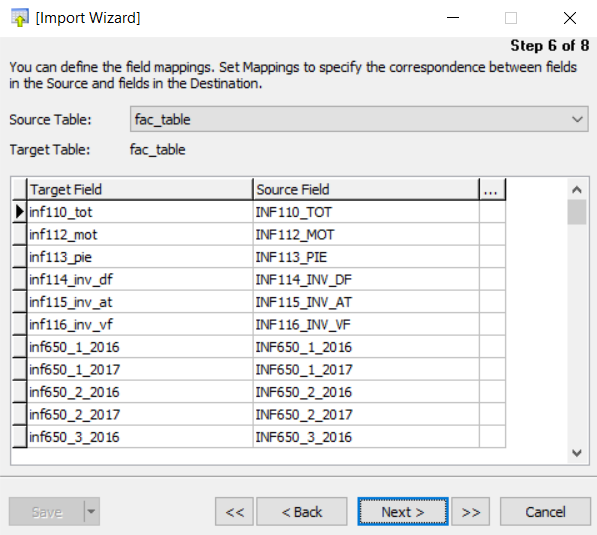 [Import Wizard]
Step 6 of 8
You can define the field mappings. Set Mappings to specify the correspondence between fields
in the Source and fields in the Destination.
Source Table: fac_table
Target Table: fac_table
Target Field Source Field ...
inf110_tot INF110_TOT
inf112_mot INF112_MOT
inf113_pie INF113_PIE
inf114_inv_df INF114_INV_DF
inf115_inv_at INF115_INV_AT
inf116_inv_vf INF116_INV_VF
inf650_1_2016 INF650_1_2016
inf650_1_2017 INF650_1_2017
inf650_2_2016 INF650_2_2016
inf650_2_2017 INF650_2_2017
inf650_3_2016 INF650_3_2016
Save << < Back Next > >> Cancel